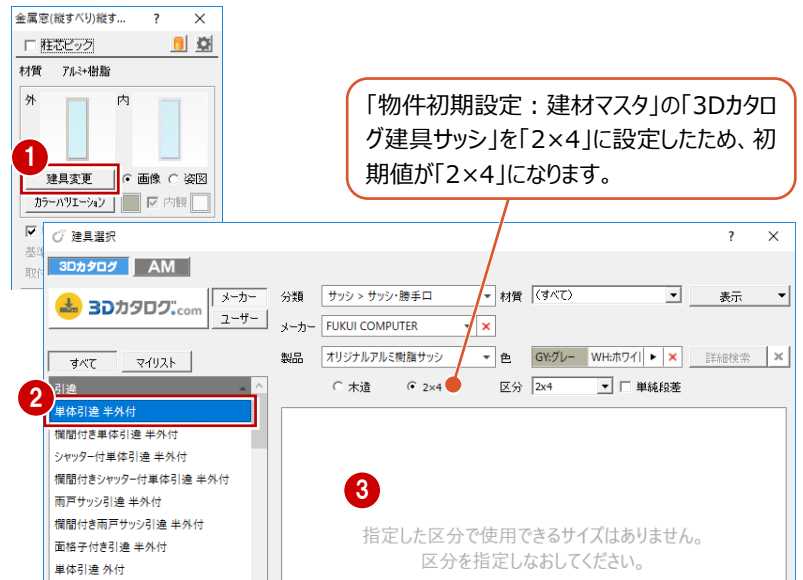 金属窓(縦すべり)縦す... ? ×
柱芯ピック
材質 アルミ+樹脂
外 内
1
建具変更 画像 姿図
カラーバリエーション 内観
「物件初期設定：建材マスタ」の「3Dカタロ
グ建具サッシ」を「2×4」に設定したため、初
期値が「2×4」になります。
建具選択 ? ×
3Dカタログ AM
3Dカタログ.com
メーカー
ユーザー
分類 サッシ > サッシ・勝手口 材質 (すべて) 表示
メーカー FUKUI COMPUTER ×
製品 オリジナルアルミ樹脂サッシ 色 GY:グレー WH:ホワイ × 詳細検索 ×
木造 2×4 区分 2x4 単純段差
すべて マイリスト
2
引違
単体引違 半外付
欄間付き単体引違 半外付
シャッター付単体引違 半外付
欄間付きシャッター付単体引違 半外付
雨戸サッシ引違 半外付
欄間付き雨戸サッシ引違 半外付
面格子付き引違 半外付
単体引違 外付
3
指定した区分で使用できるサイズはありません。
区分を指定しなおしてください。